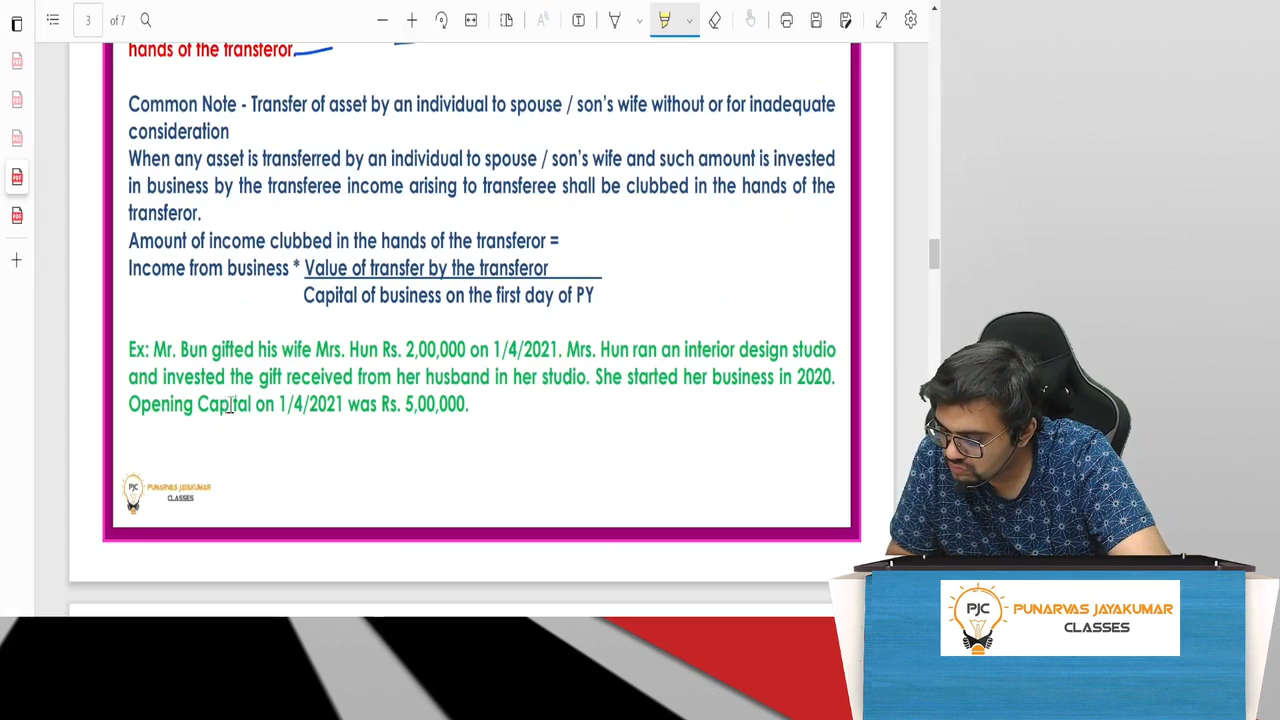 3 of 7
hands of the transferor.
Common Note - Transfer of asset by an individual to spouse / son's wife without or for inadequate
consideration
When any asset is transferred by an individual to spouse / son's wife and such amount is invested
in business by the transferee income arising to transferee shall be clubbed in the hands of the
transferor.
Amount of income clubbed in the hands of the transferor =
Income from business * Value of transfer by the transferor
Capital of business on the first day of PY
Ex: Mr. Bun gifted his wife Mrs. Hun Rs. 2,00,000 on 1/4/2021. Mrs. Hun ran an interior design studio
and invested the gift received from her husband in her studio. She started her business in 2020.
Opening Capital on 1/4/2021 was Rs. 5,00,000.
PJC PUNARVAS JAYAKUMAR
CLASSES
PJC PUNARVAS JAYAKUMAR
CLASSES